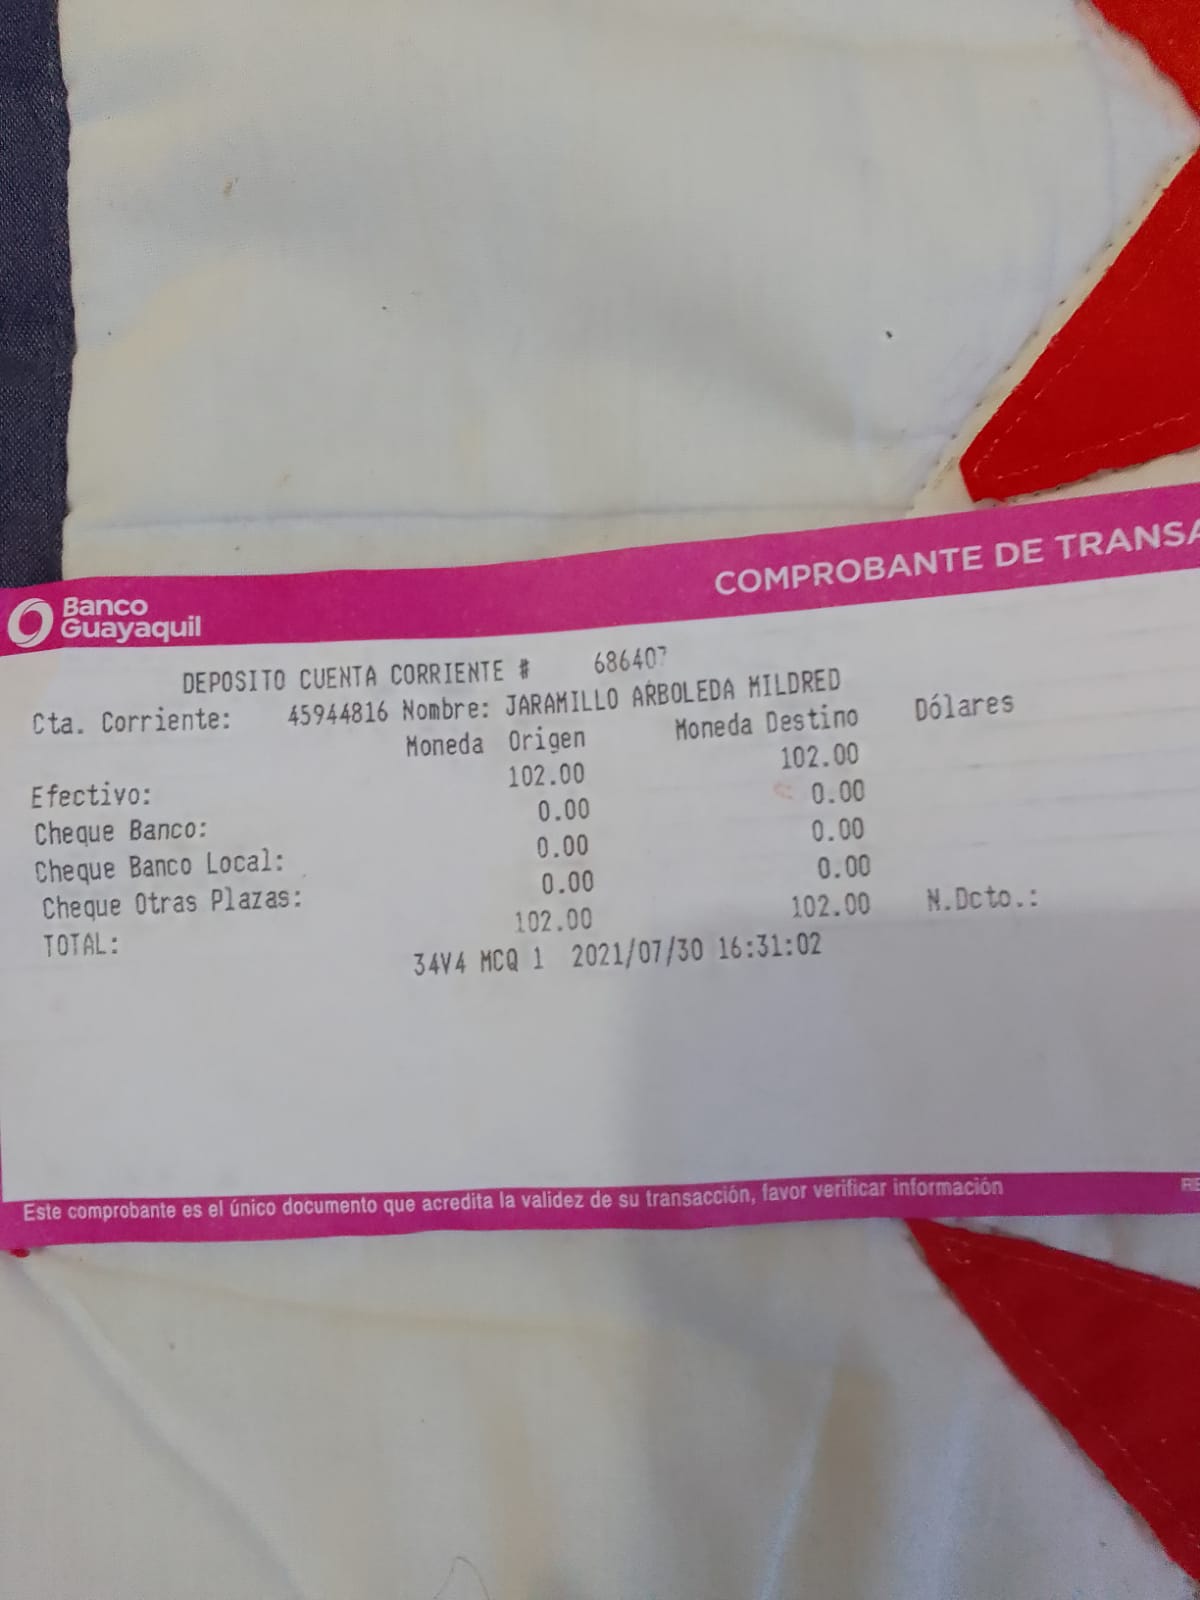 COMPROBANTE DE TRANSA
Banco
Guayaquil
DEPOSITO CUENTA CORRIENTE # 686407
Cta. Corriente: 45944816 Nombre: JARAMILLO ARBOLEDA MILDRED
Moneda Origen Moneda Destino Dólares
Efectivo: 102.00 102.00
Cheque Banco: 0.00 0.00
Cheque Banco Local: 0.00 0.00
Cheque Otras Plazas: 0.00 0.00
TOTAL: 102.00 102.00 N.Dcto.:
34V4 MCQ 1 2021/07/30 16:31:02
Este comprobante es el único documento que acredita la validez de su transacción, favor verificar información
RE